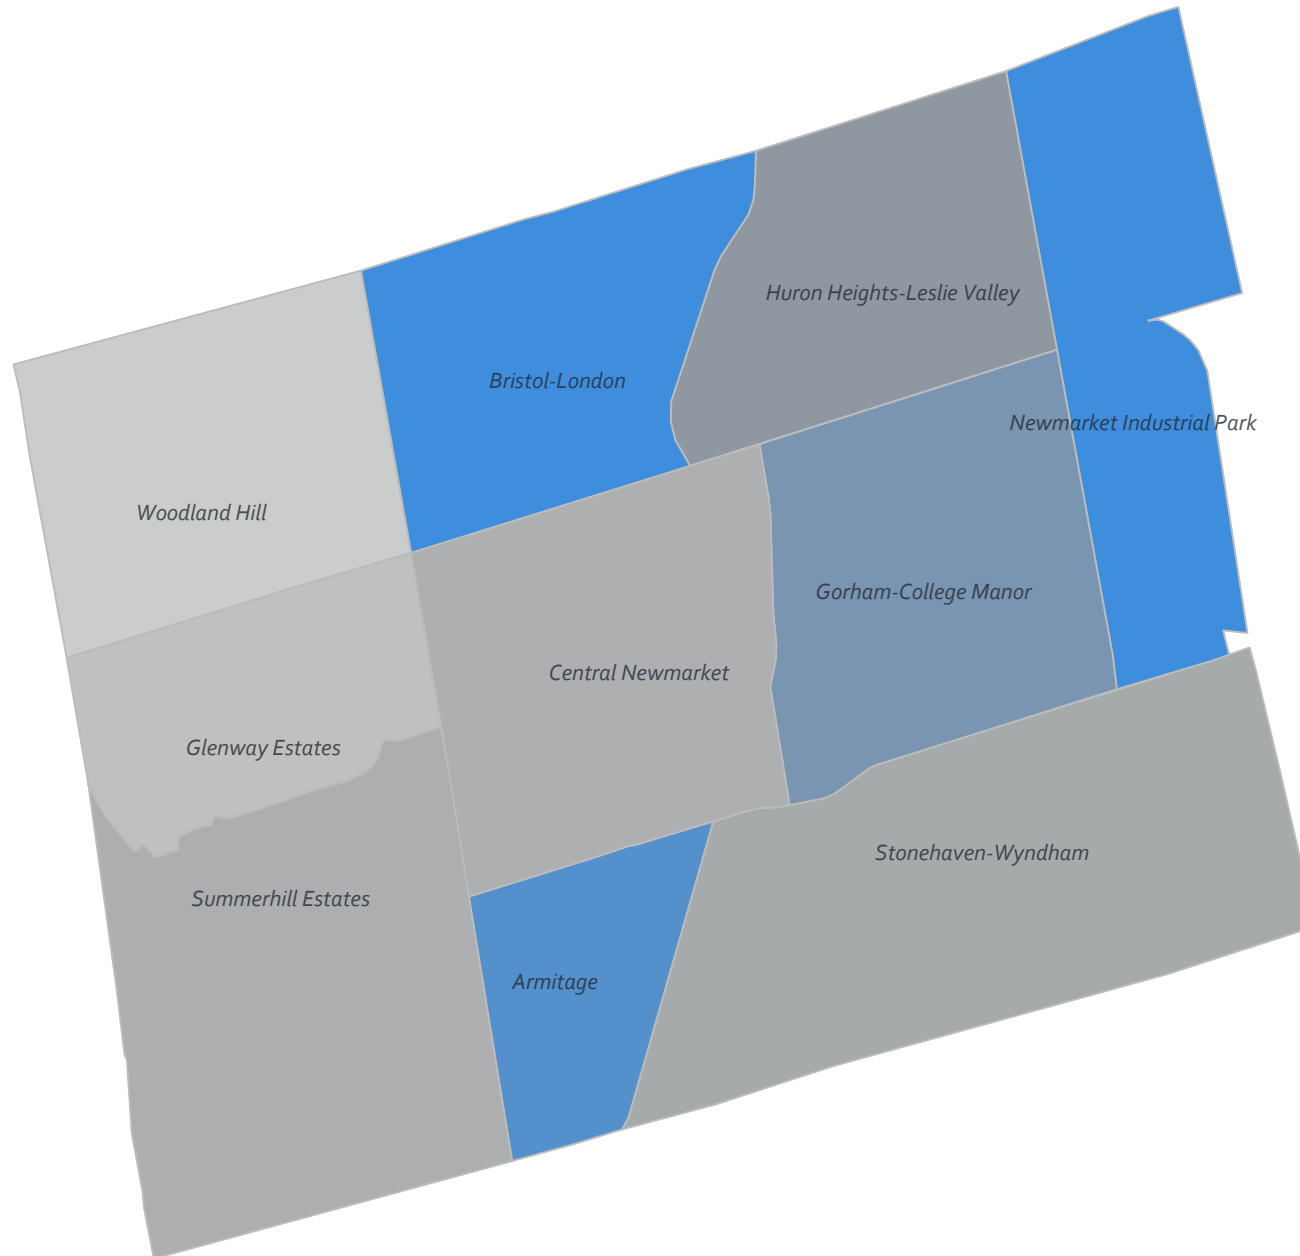 Huron Heights-Leslie Valley
Bristol-London
Newmarket Industrial Park
Woodland Hill
Gorham-College Manor
Central Newmarket
Glenway Estates
Stonehaven-Wyndham
Summerhill Estates
Armitage